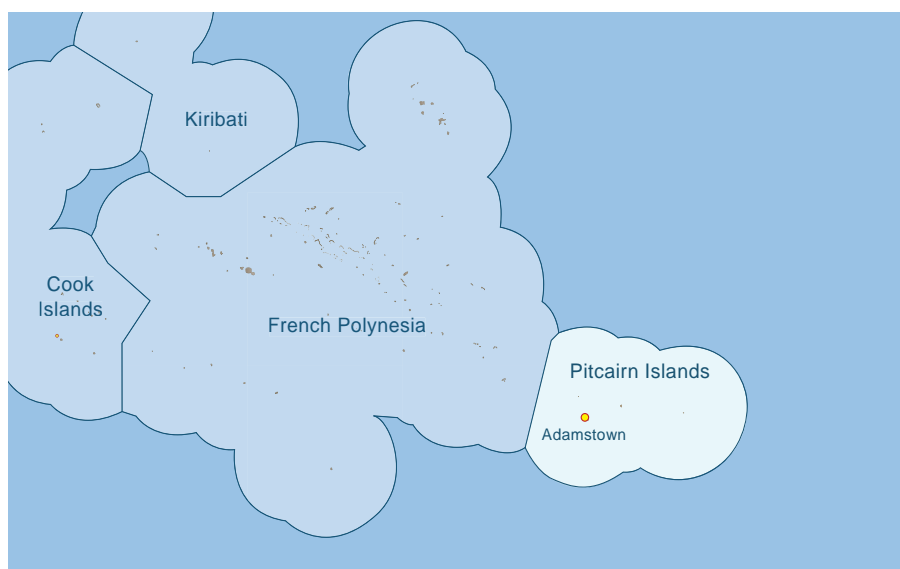 Kiribati
Cook
Islands
French Polynesia
Pitcairn Islands
Adamstown